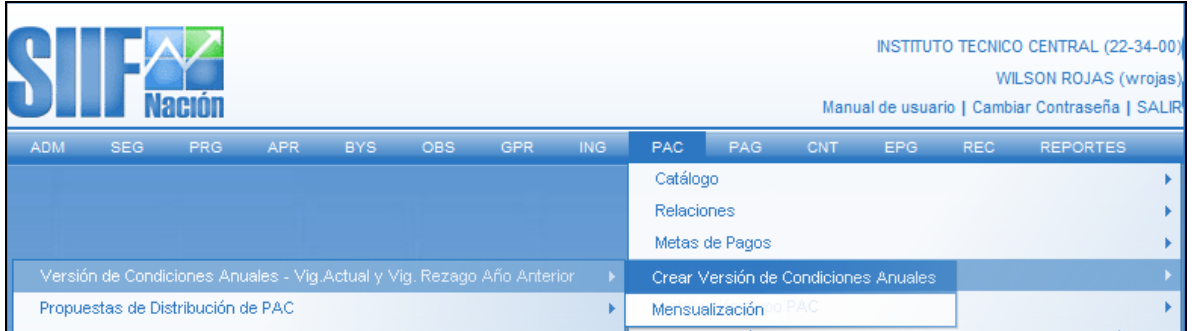 SIIF
Nación
INSTITUTO TECNICO CENTRAL (22-34-00)
WILSON ROJAS (wrojas)
Manual de usuario | Cambiar Contraseña | SALIR
ADM SEG PRG APR BYS OBS GPR ING PAC PAG CNT EPG REC REPORTES
Catálogo
Relaciones
Metas de Pagos
Versión de Condiciones Anuales - Vig.Actual y Vig. Rezago Año Anterior
Crear Versión de Condiciones Anuales
Propuestas de Distribución de PAC
Mensualización
PAC